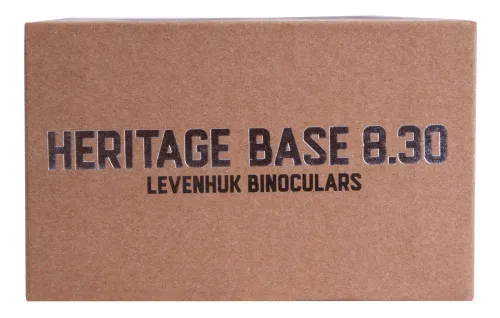 HERITAGE BASE 8.30
LEVENHUK BINOCULARS